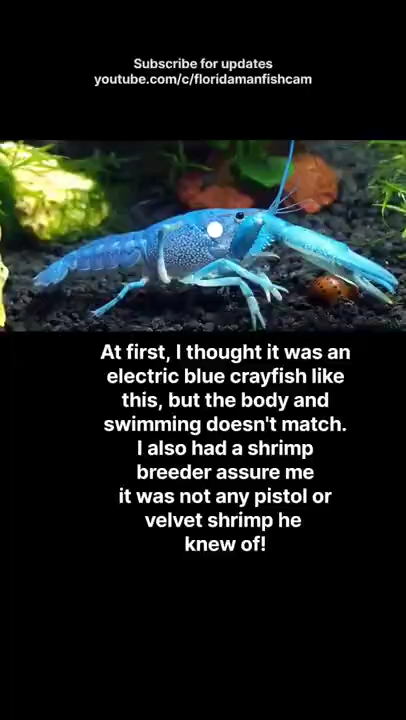 Subscribe for updates
youtube.com/c/floridamanfishcam
At first, I thought it was an
electric blue crayfish like
this, but the body and
swimming doesn't match.
I also had a shrimp
breeder assure me
it was not any pistol or
velvet shrimp he
knew of!